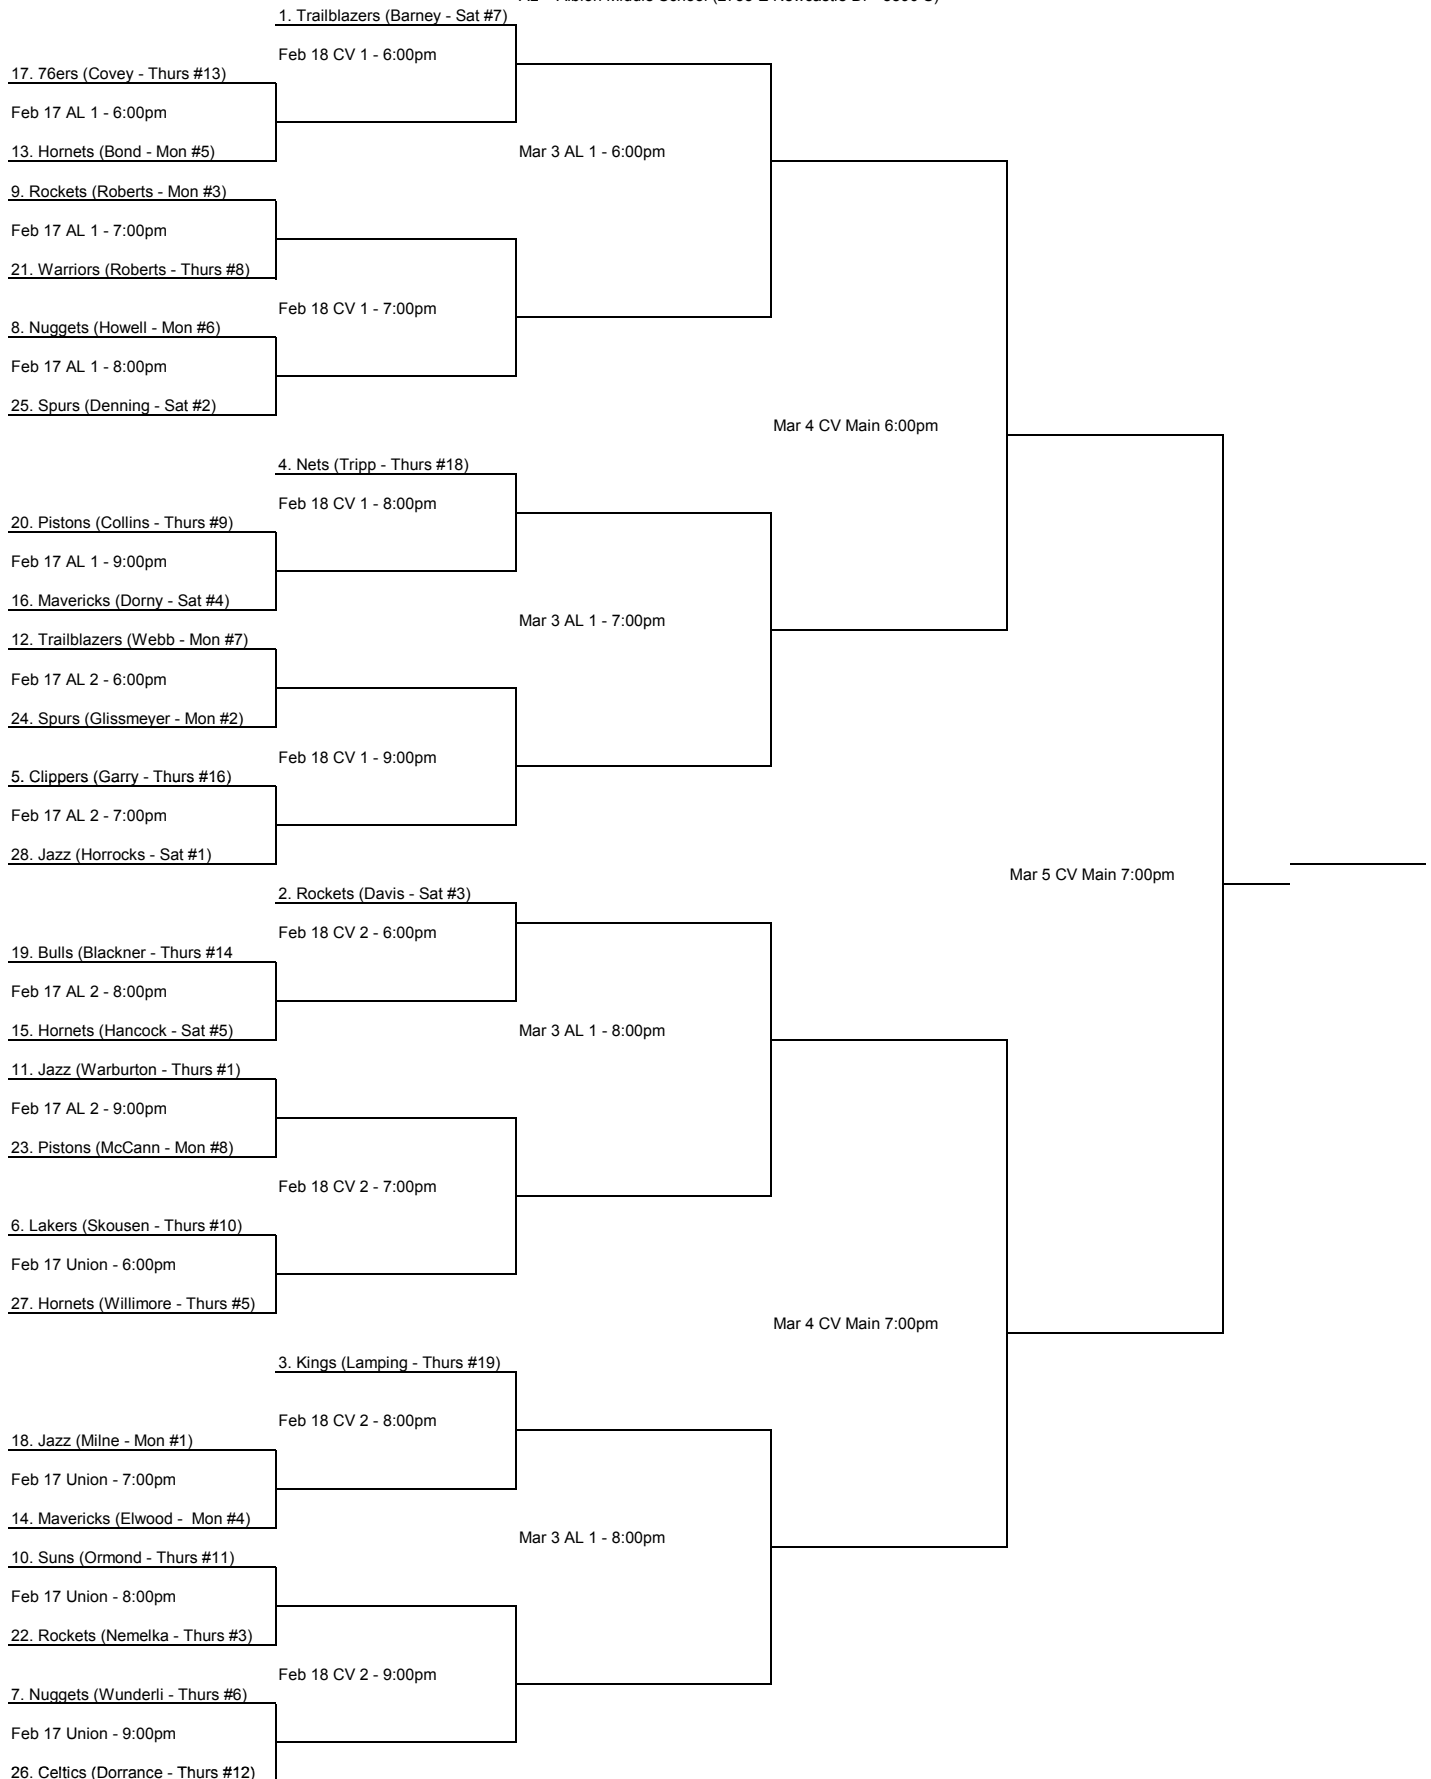 1. Trailblazers (Barney - Sat #7)
Feb 18 CV 1 - 6:00pm
17. 76ers (Covey - Thurs #13)
Feb 17 AL 1 - 6:00pm
13. Hornets (Bond - Mon #5)
Mar 3 AL 1 - 6:00pm
9. Rockets (Roberts - Mon #3)
Feb 17 AL 1 - 7:00pm
21. Warriors (Roberts - Thurs #8)
Feb 18 CV 1 - 7:00pm
8. Nuggets (Howell - Mon #6)
Feb 17 AL 1 - 8:00pm
25. Spurs (Denning - Sat #2)
Mar 4 CV Main 6:00pm
4. Nets (Tripp - Thurs #18)
Feb 18 CV 1 - 8:00pm
20. Pistons (Collins - Thurs #9)
Feb 17 AL 1 - 9:00pm
16. Mavericks (Dorny - Sat #4)
Mar 3 AL 1 - 7:00pm
12. Trailblazers (Webb - Mon #7)
Feb 17 AL 2 - 6:00pm
24. Spurs (Glissmeyer - Mon #2)
Feb 18 CV 1 - 9:00pm
5. Clippers (Garry - Thurs #16)
Feb 17 AL 2 - 7:00pm
28. Jazz (Horrocks - Sat #1)
Mar 5 CV Main 7:00pm
2. Rockets (Davis - Sat #3)
Feb 18 CV 2 - 6:00pm
19. Bulls (Blackner - Thurs #14
Feb 17 AL 2 - 8:00pm
15. Hornets (Hancock - Sat #5)
Mar 3 AL 1 - 8:00pm
11. Jazz (Warburton - Thurs #1)
Feb 17 AL 2 - 9:00pm
23. Pistons (McCann - Mon #8)
Feb 18 CV 2 - 7:00pm
6. Lakers (Skousen - Thurs #10)
Feb 17 Union - 6:00pm
27. Hornets (Willimore - Thurs #5)
Mar 4 CV Main 7:00pm
3. Kings (Lamping - Thurs #19)
Feb 18 CV 2 - 8:00pm
18. Jazz (Milne - Mon #1)
Feb 17 Union - 7:00pm
14. Mavericks (Elwood -  Mon #4)
Mar 3 AL 1 - 8:00pm
10. Suns (Ormond - Thurs #11)
Feb 17 Union - 8:00pm
22. Rockets (Nemelka - Thurs #3)
Feb 18 CV 2 - 9:00pm
7. Nuggets (Wunderli - Thurs #6)
Feb 17 Union - 9:00pm
26. Celtics (Dorrance - Thurs #12)